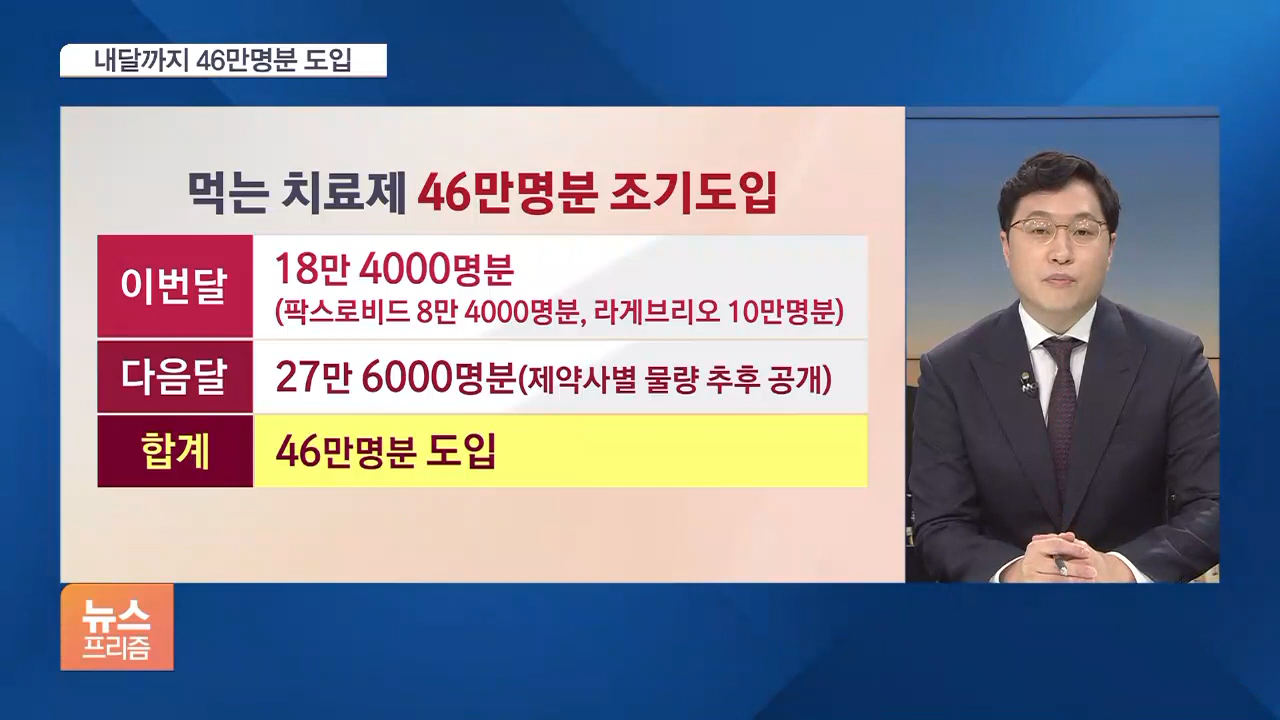 내달까지 46만명분 도입
먹는 치료제 46만명분 조기도입
이번달
18만 4000명분
(팍스로비드 8만 4000명분, 라게브리오 10만명분)
다음달
27만 6000명분(제약사별 물량 추후 공개)
합계
46만명분 도입
뉴스
프리즘